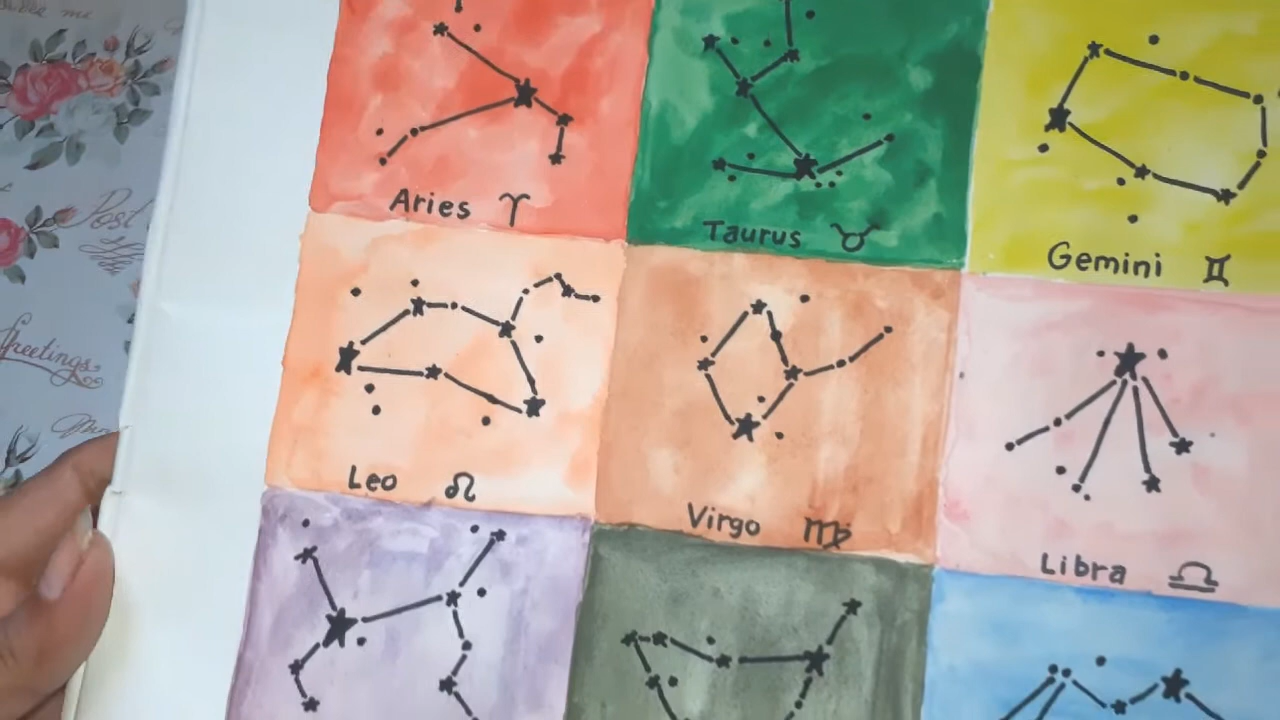 Aries ♈
Taurus ♉
Gemini ♊
Leo ♌
Virgo ♍
Libra ♎
Post
Greetings